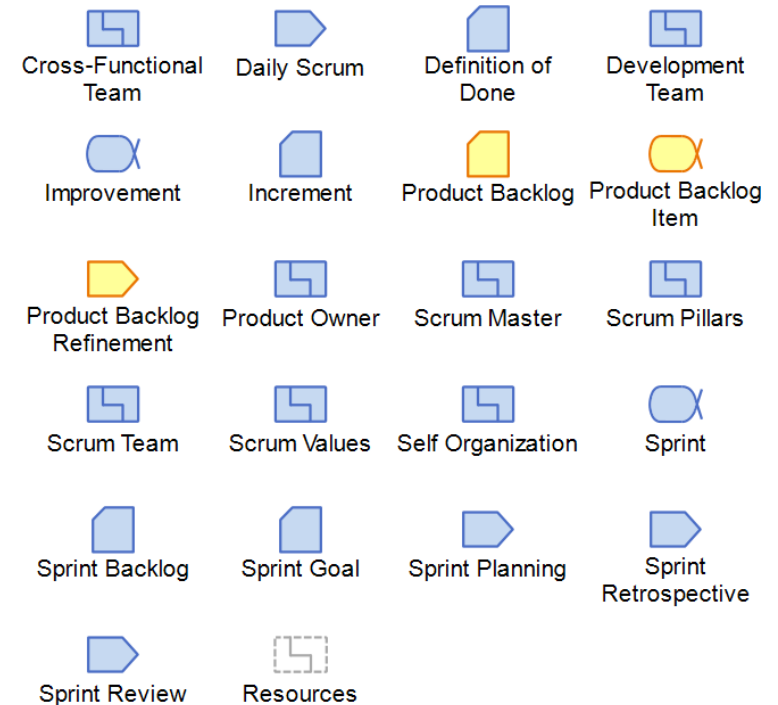 Cross-Functional Team
Daily Scrum
Definition of Done
Development Team
Improvement
Increment
Product Backlog
Product Backlog Item
Product Backlog Refinement
Product Owner
Scrum Master
Scrum Pillars
Scrum Team
Scrum Values
Self Organization
Sprint
Sprint Backlog
Sprint Goal
Sprint Planning
Sprint Retrospective
Sprint Review
Resources